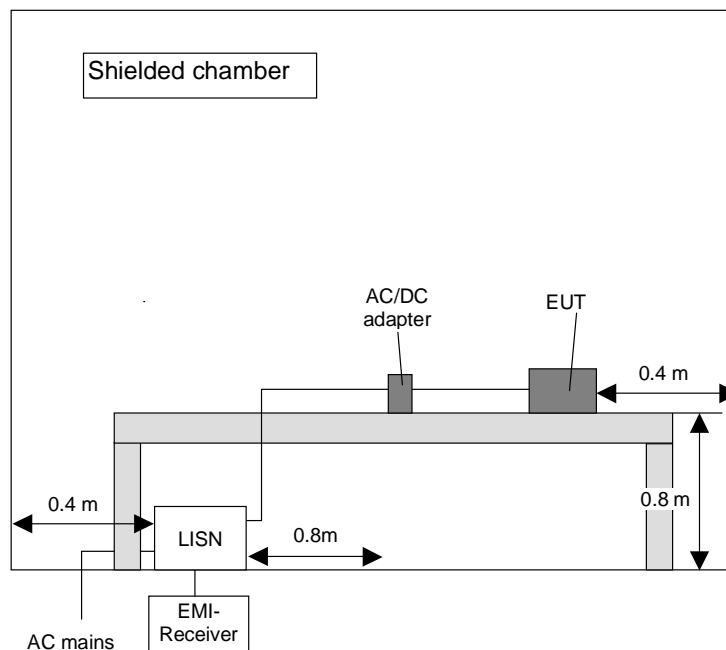 Shielded chamber
AC/DC
adapter
EUT
0.4 m
0.4 m
0.8 m
LISN
0.8m
EMI-
Receiver
AC mains